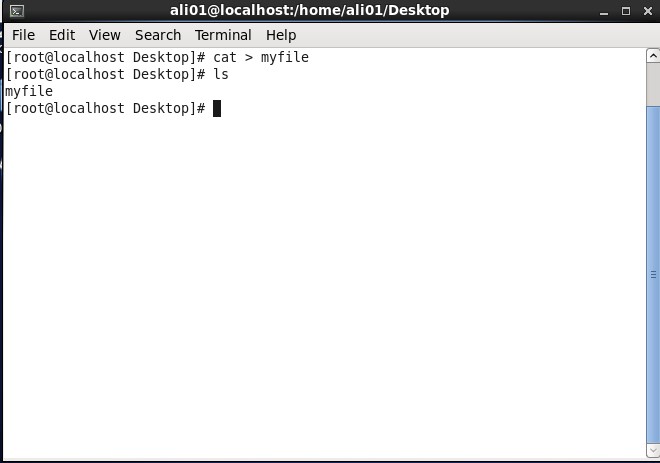 ali01@localhost:/home/ali01/Desktop
File Edit View Search Terminal Help
[root@localhost Desktop]# cat > myfile
[root@localhost Desktop]# ls
myfile
[root@localhost Desktop]#